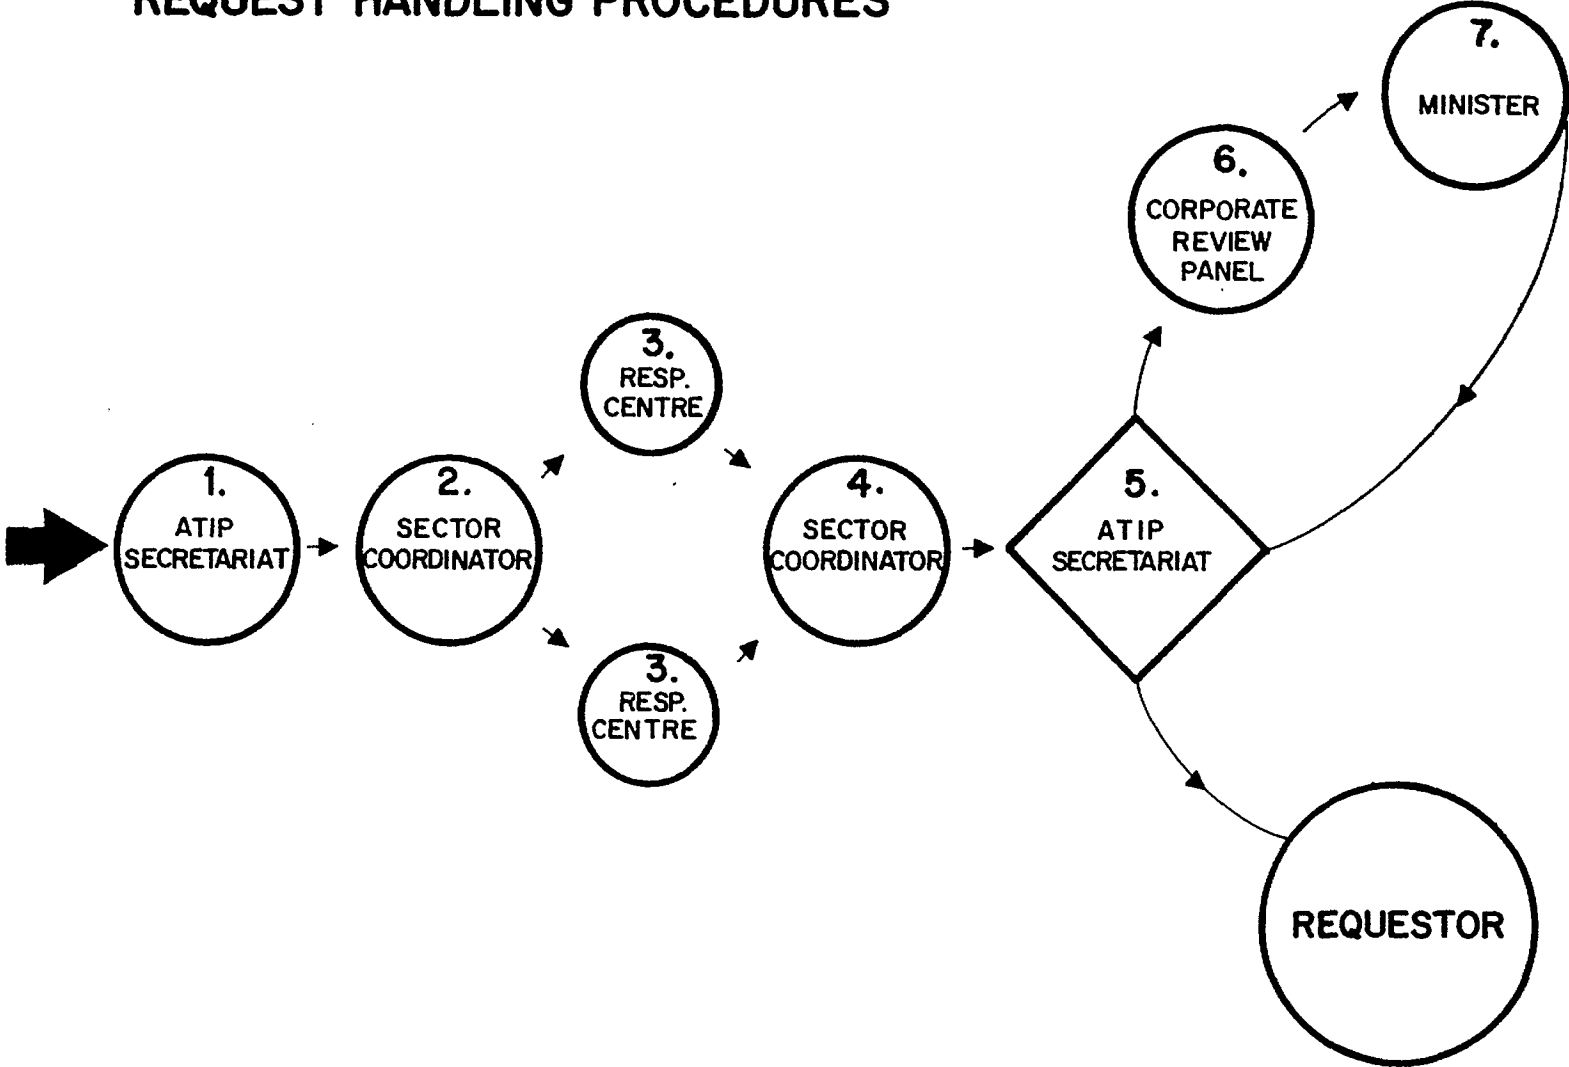 REQUEST HANDLING PROCEDURES
1.
ATIP
SECRETARIAT
2.
SECTOR
COORDINATOR
3.
RESP.
CENTRE
3.
RESP.
CENTRE
4.
SECTOR
COORDINATOR
5.
ATIP
SECRETARIAT
6.
CORPORATE
REVIEW
PANEL
7.
MINISTER
REQUESTOR